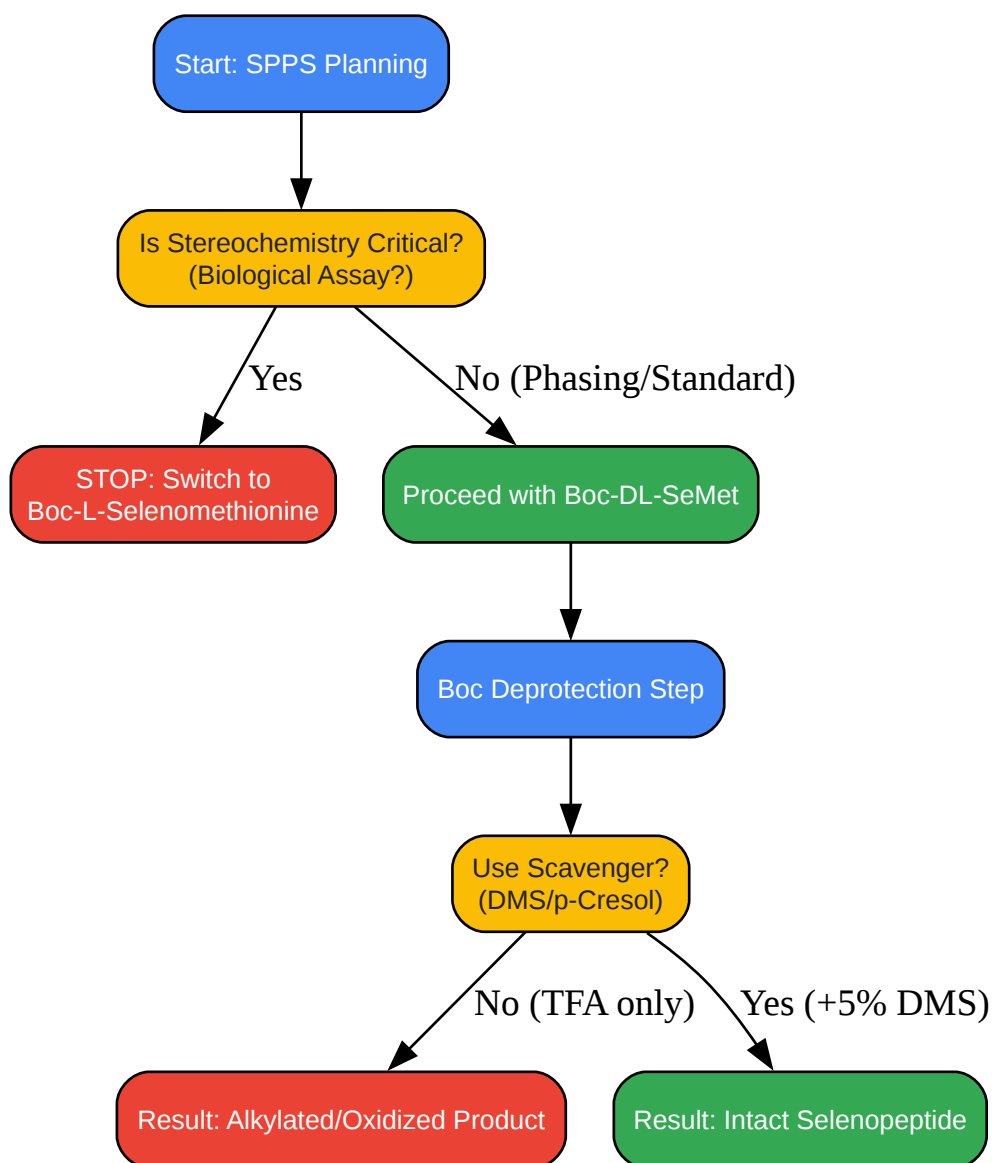 Start: SPPS Planning
Is Stereochemistry Critical?
(Biological Assay?)
Yes
No (Phasing/Standard)
STOP: Switch to
Boc-L-Selenomethionine
Proceed with Boc-DL-SeMet
Boc Deprotection Step
Use Scavenger?
(DMS/p-Cresol)
No (TFA only)
Yes (+5% DMS)
Result: Alkylated/Oxidized Product
Result: Intact Selenopeptide